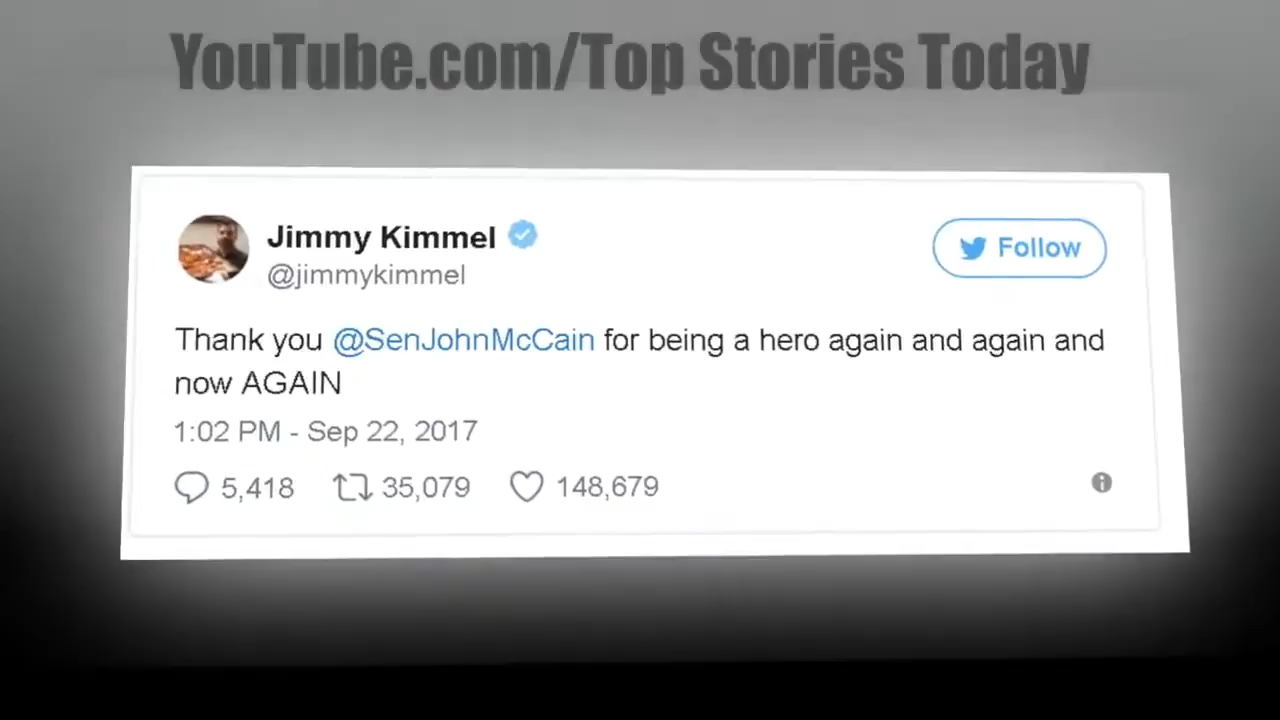 YouTube.com/Top Stories Today
Jimmy Kimmel
@jimmykimmel
Follow
Thank you @SenJohnMcCain for being a hero again and again and
now AGAIN
1:02 PM - Sep 22, 2017
5,418 35,079 148,679